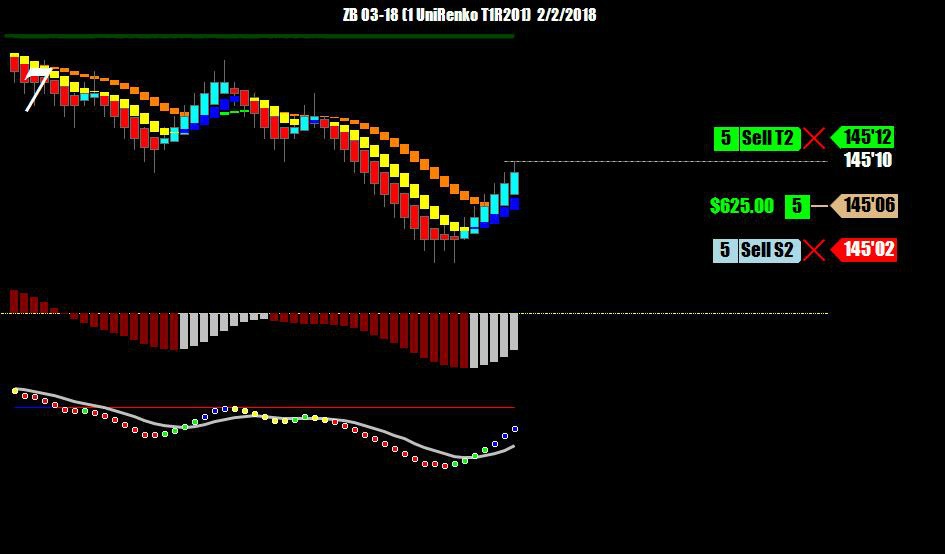 ZB 03-18 (1 UniRenko T1R201) 2/2/2018
5 Sell T2 145'12
145'10
$625.00 5 145'06
5 Sell S2 145'02